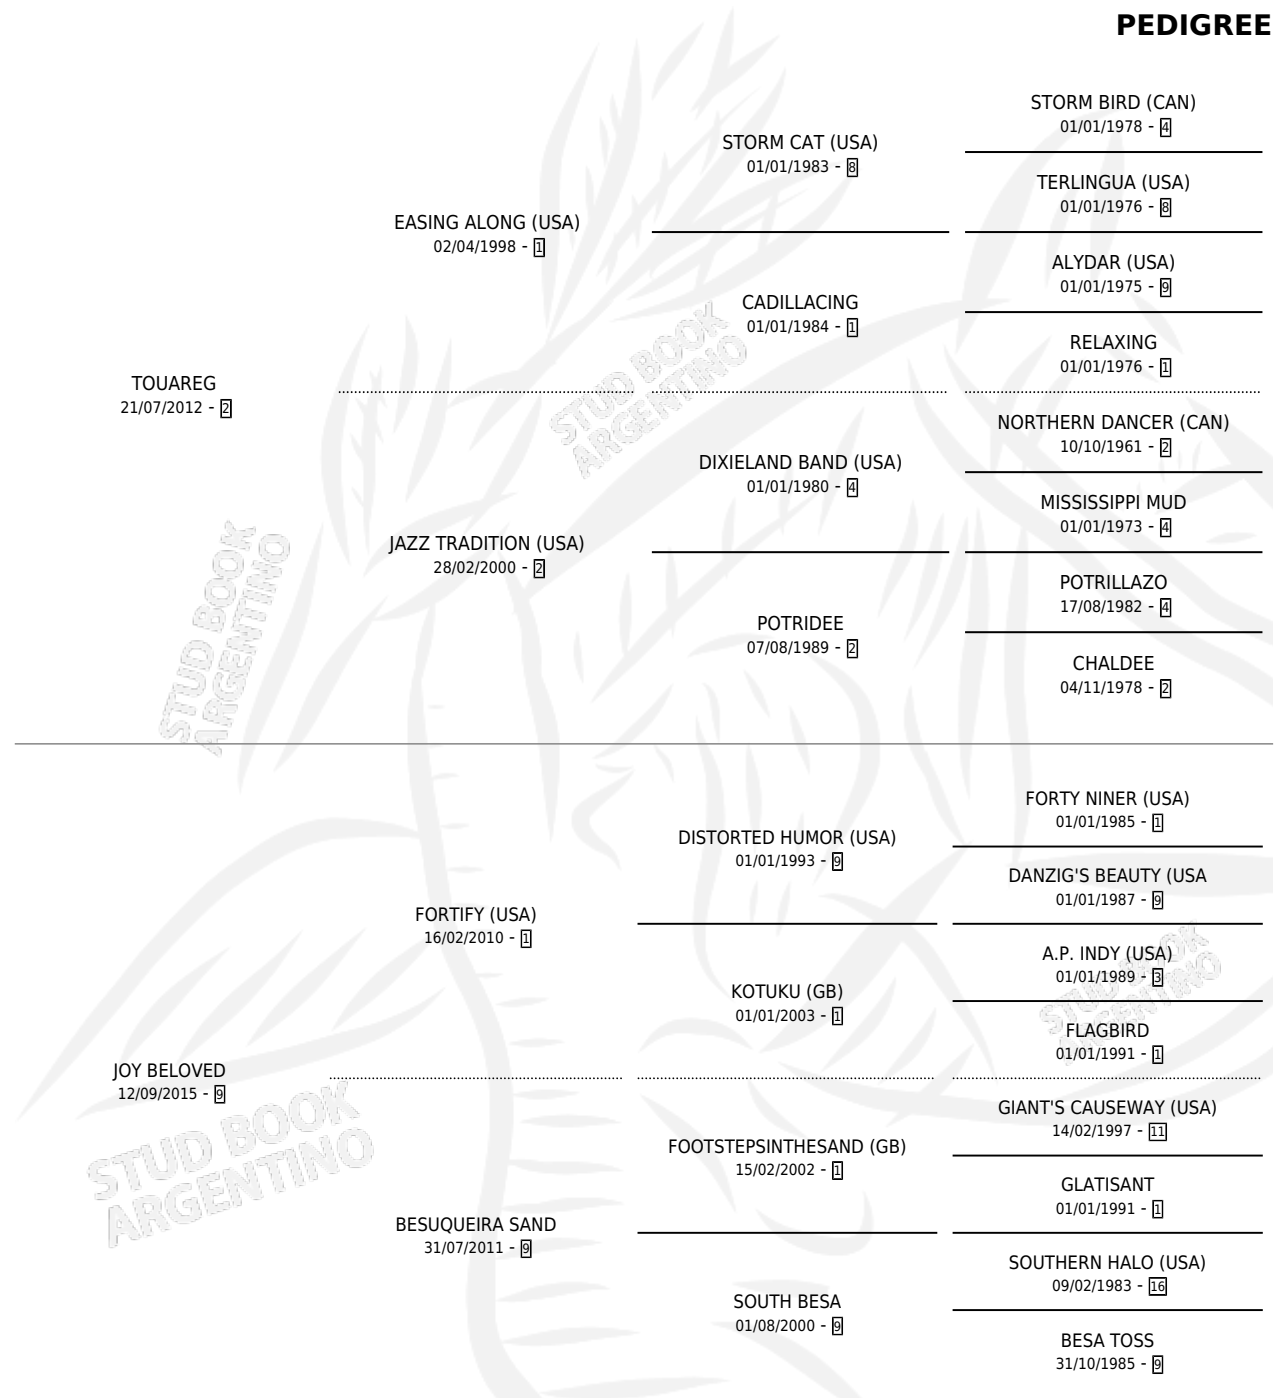 PEDIGREE
STORM BIRD (CAN)
01/01/1978 - 4
STORM CAT (USA)
01/01/1983 - 8
TERLINGUA (USA)
01/01/1976 - 8
EASING ALONG (USA)
02/04/1998 - 1
ALYDAR (USA)
01/01/1975 - 9
CADILLACING
01/01/1984 - 1
RELAXING
01/01/1976 - 1
TOUAREG
21/07/2012 - 2
NORTHERN DANCER (CAN)
10/10/1961 - 2
DIXIELAND BAND (USA)
01/01/1980 - 4
MISSISSIPPI MUD
01/01/1973 - 4
JAZZ TRADITION (USA)
28/02/2000 - 2
POTRILLAZO
17/08/1982 - 4
POTRIDEE
07/08/1989 - 2
CHALDEE
04/11/1978 - 2
STUD BOOK
ARGENTINO
STUD BOOK
ARGENTINO
FORTY NINER (USA)
01/01/1985 - 1
DISTORTED HUMOR (USA)
01/01/1993 - 9
DANZIG'S BEAUTY (USA
01/01/1987 - 9
FORTIFY (USA)
16/02/2010 - 1
A.P. INDY (USA)
01/01/1989 - 3
KOTUKU (GB)
01/01/2003 - 1
FLAGBIRD
01/01/1991 - 1
JOY BELOVED
12/09/2015 - 9
GIANT'S CAUSEWAY (USA)
14/02/1997 - 11
FOOTSTEPSINTHESAND (GB)
15/02/2002 - 1
GLATISANT
01/01/1991 - 1
BESUQUEIRA SAND
31/07/2011 - 9
SOUTHERN HALO (USA)
09/02/1983 - 16
SOUTH BESA
01/08/2000 - 9
BESA TOSS
31/10/1985 - 9
STUD BOOK
ARGENTINO
STUD BOOK
ARGENTINO